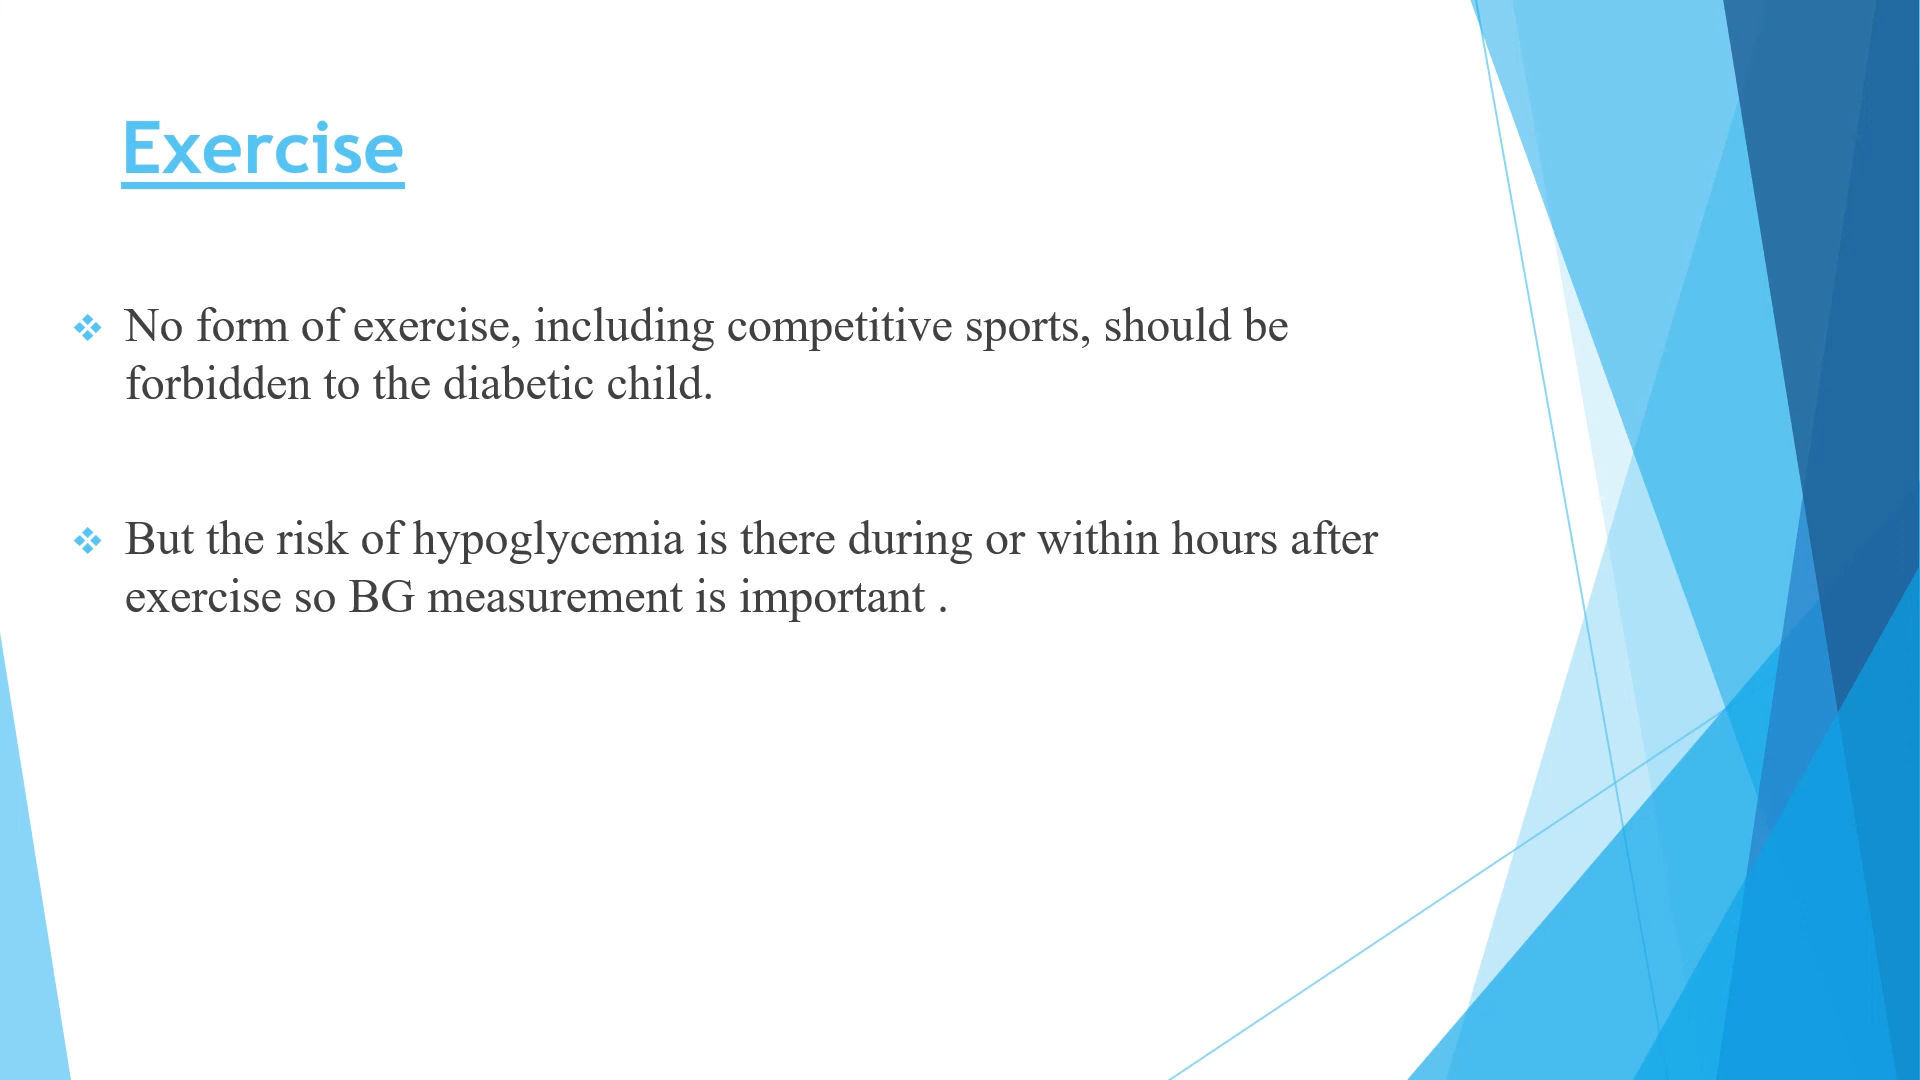 Exercise
No form of exercise, including competitive sports, should be
forbidden to the diabetic child.
But the risk of hypoglycemia is there during or within hours after
exercise so BG measurement is important .